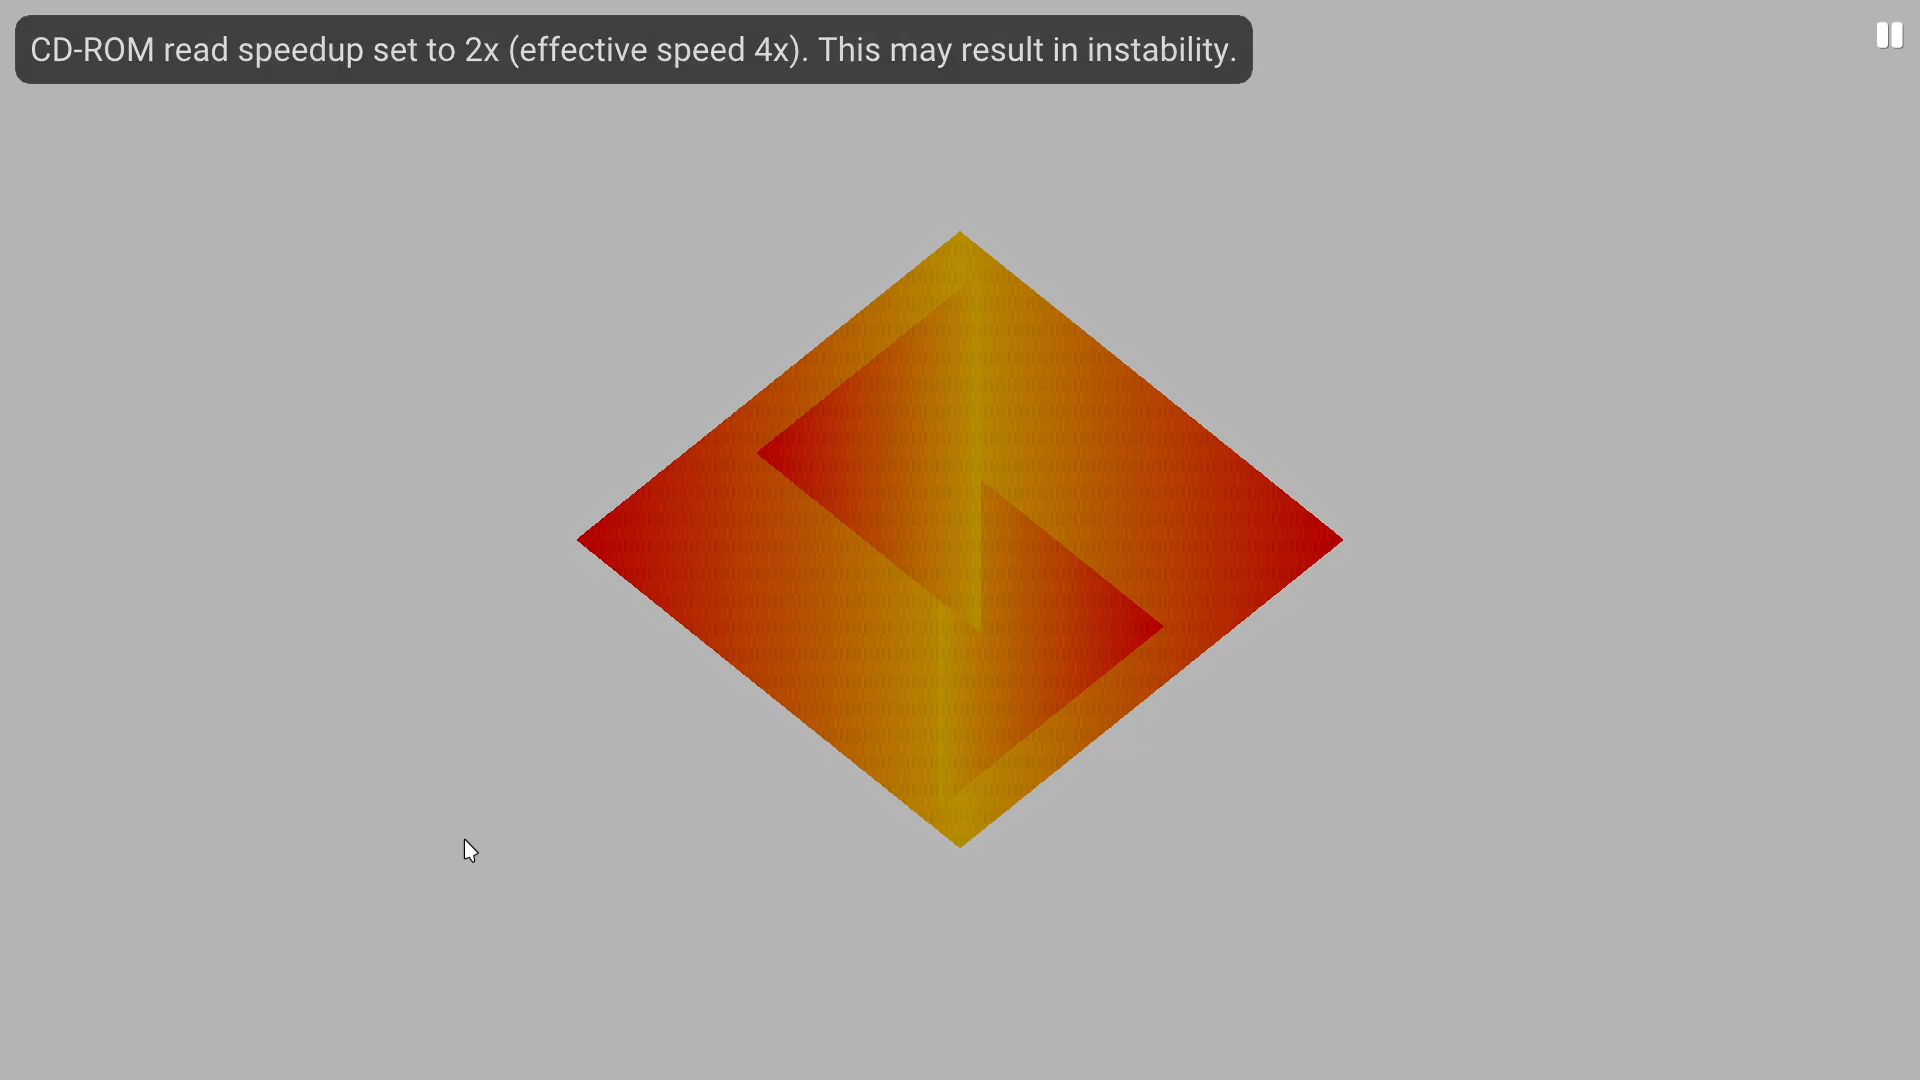 CD-ROM read speedup set to 2x (effective speed 4x). This may result in instability.